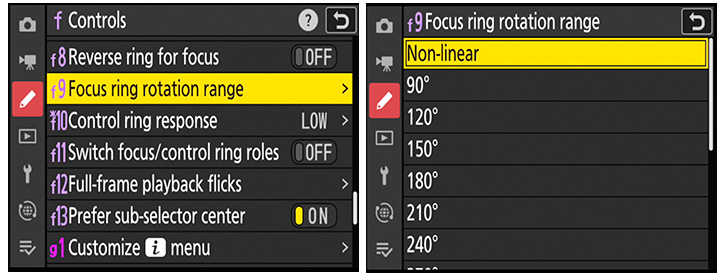 f Controls ?
f8 Reverse ring for focus OFF
f9 Focus ring rotation range >
*f10 Control ring response LOW >
f11 Switch focus/control ring roles OFF
f12 Full-frame playback flicks >
f13 Prefer sub-selector center ON
g1 Customize i menu >
f9 Focus ring rotation range
Non-linear
90°
120°
150°
180°
210°
240°